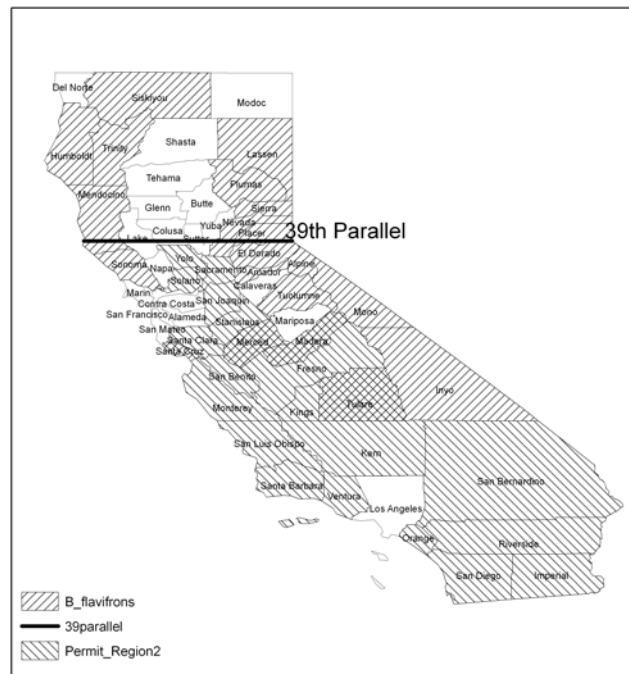 Del Norte
Siskiyou
Modoc
Shasta
Lassen
Humboldt
Trinity
Tehama
Plumas
Mendocino
Butte
Glenn
Sierra
Yuba
Nevada
Colusa
Placer
Lake
Sutter
39th Parallel
Yolo
El Dorado
Sonoma
Napa
Sacramento
Alpine
Amador
Solano
Calaveras
Marin
San Joaquin
Tuolumne
Contra Costa
Mono
San Francisco
Alameda
Stanislaus
Mariposa
San Mateo
Santa Clara
Merced
Madera
Santa Cruz
Fresno
San Benito
Inyo
Monterey
Kings
Tulare
San Luis Obispo
Kern
San Bernardino
Santa Barbara
Ventura
Los Angeles
Orange
Riverside
San Diego
Imperial
B_flavifrons
39parallel
Permit_Region2